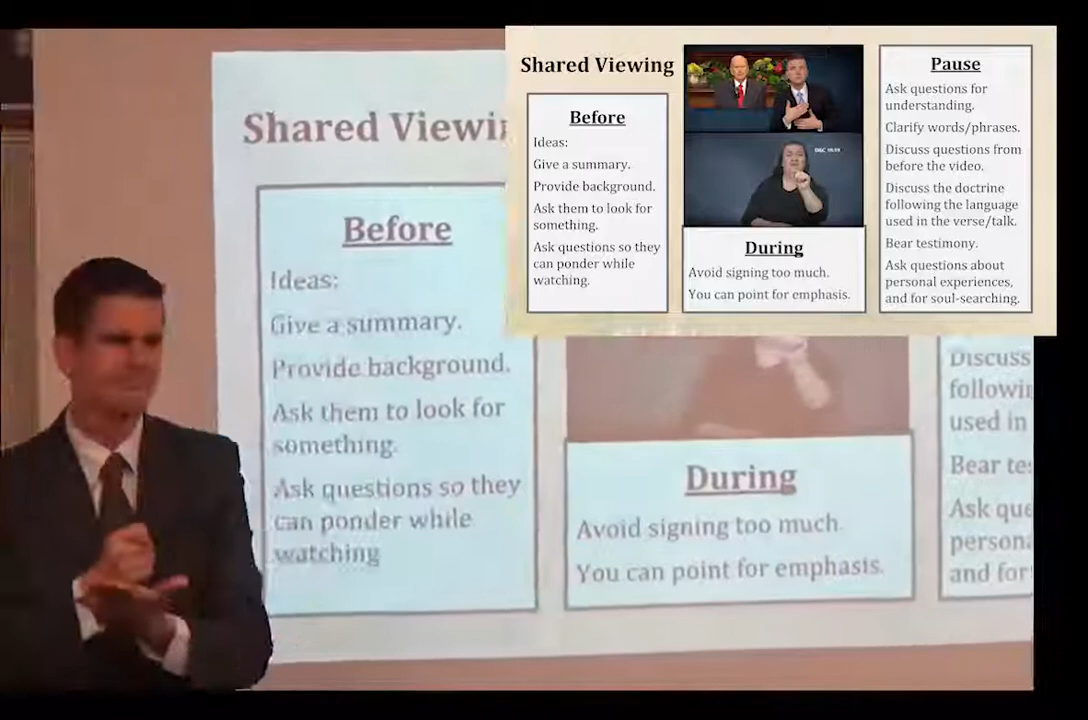 Shared Viewi
Before
Ideas:
Give a summary.
Provide background.
Ask them to look for
something.
Ask questions so they
can ponder while
watching
During
Avoid signing too much.
You can point for emphasis.
Discuss
followin
used in
Bear te
Ask que
persona
and for
Shared Viewing
Before
Ideas:
Give a summary.
Provide background.
Ask them to look for
something.
Ask questions so they
can ponder while
watching.
During
Avoid signing too much.
You can point for emphasis.
Pause
Ask questions for
understanding.
Clarify words/phrases.
Discuss questions from
before the video.
Discuss the doctrine
following the language
used in the verse/talk.
Bear testimony.
Ask questions about
personal experiences,
and for soul-searching.